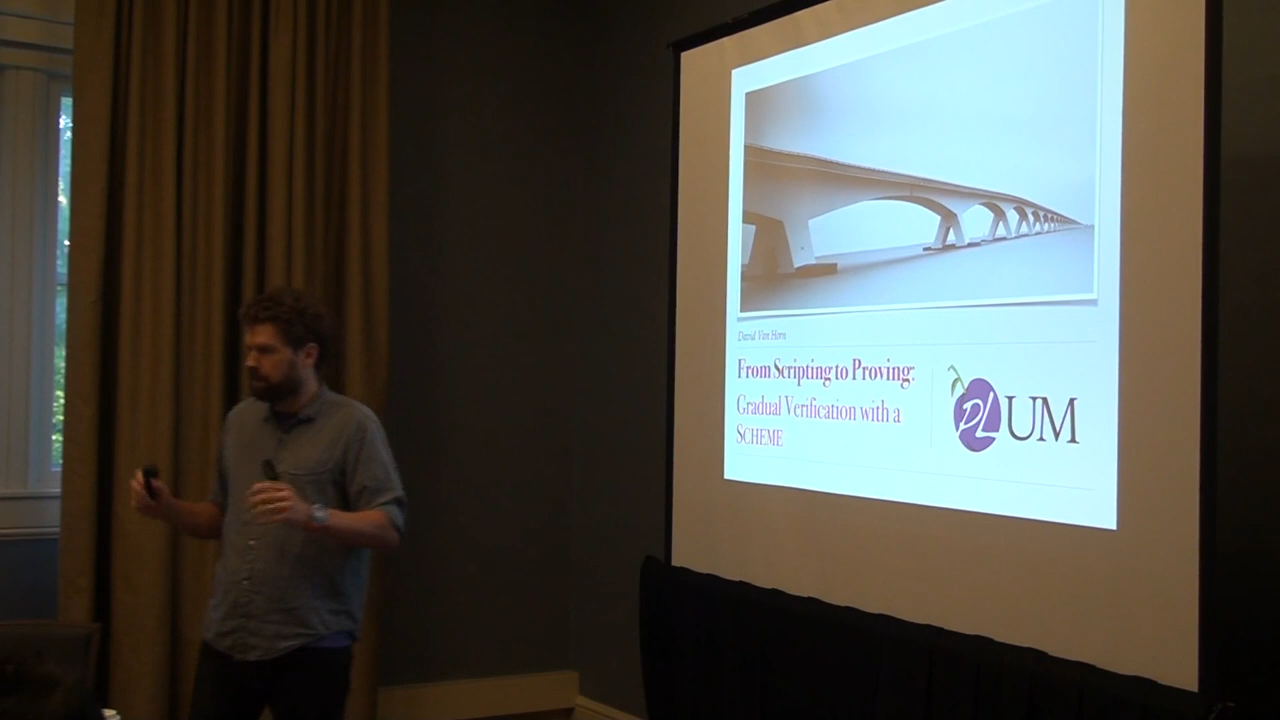 David Van Horn
From Scripting to Proving:
Gradual Verification with a
SCHEME
PL UM